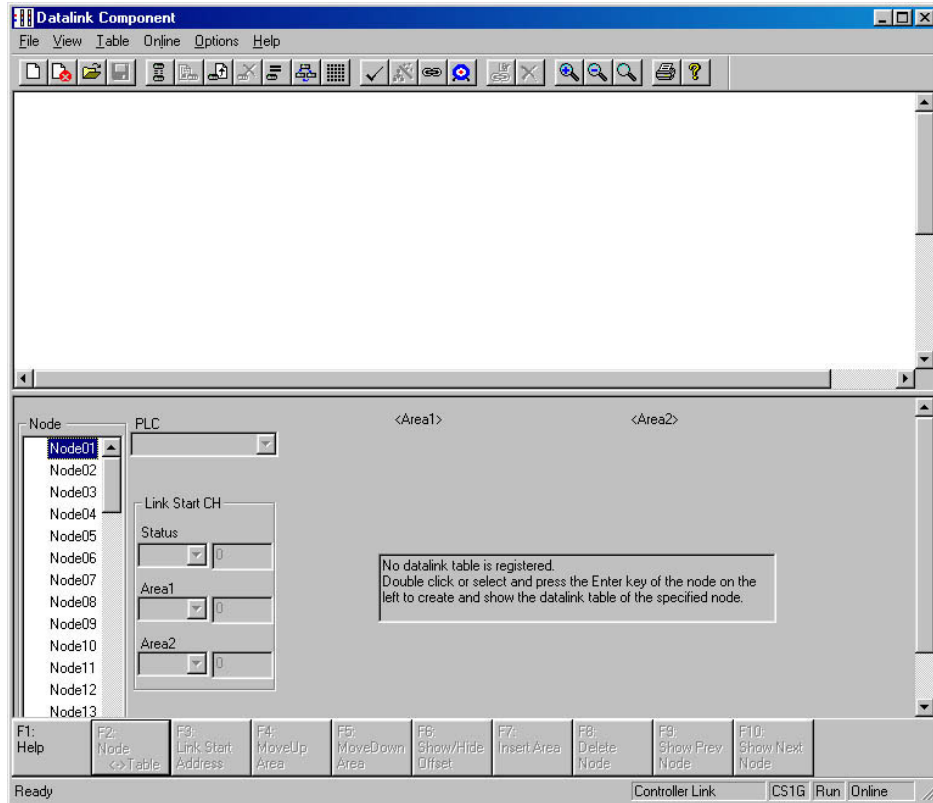 Datalink Component
File View Table Online Options Help
Node
PLC
<Area1>
<Area2>
Node01
Node02
Node03
Node04
Node05
Node06
Node07
Node08
Node09
Node10
Node11
Node12
Node13
Link Start CH
Status
0
Area1
0
Area2
0
No datalink table is registered.
Double click or select and press the Enter key of the node on the
left to create and show the datalink table of the specified node.
F1:
Help
F2:
Node
<->Table
F3:
Link Start
Address
F4:
MoveUp
Area
F5:
MoveDown
Area
F6:
Show/Hide
Offset
F7:
Insert Area
F8:
Delete
Node
F9:
Show Prev
Node
F10:
Show Next
Node
Ready
Controller Link
CS1G
Run
Online